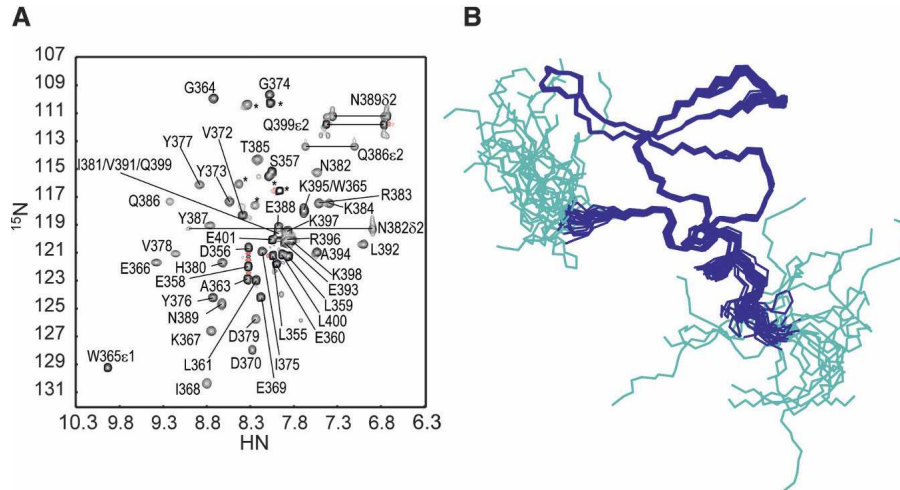 A
B
107
109
111
113
115
117
119
121
123
125
127
129
131
15N
10.3 9.8 9.3 8.8 8.3 7.8 7.3 6.8 6.3
HN
G364
G374
N389δ2
Q399ε2
V372
T385
Q386ε2
Y377
S357
I381/V391/Q399
Y373
N382
K395/W365
R383
Q386
E388
K384
Y387
K397
N382δ2
E401
R396
V378
D356
A394
L392
E366
H380
E358
K398
A363
E393
Y376
L359
N389
L400
D379
L355
E360
K367
L361
D370
I375
W365ε1
E369
I368